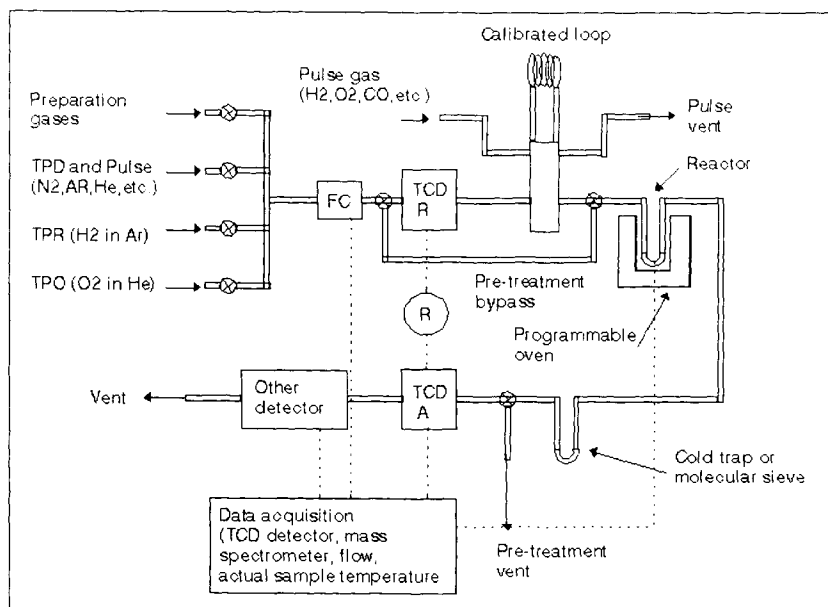 Calibrated loop
Pulse gas
(H2,O2,CO,etc.)
Pulse
vent
Preparation
gases
Reactor
TPD and Pulse
(N2,AR,He,etc.)
FC
TCD
R
TPR (H2 in Ar)
Pre-treatment
bypass
TPO (O2 in He)
R
Programmable
oven
Vent
Other
detector
TCD
A
Cold trap or
molecular sieve
Data acquisition
(TCD detector, mass
spectrometer, flow,
actual sample temperature
Pre-treatment
vent